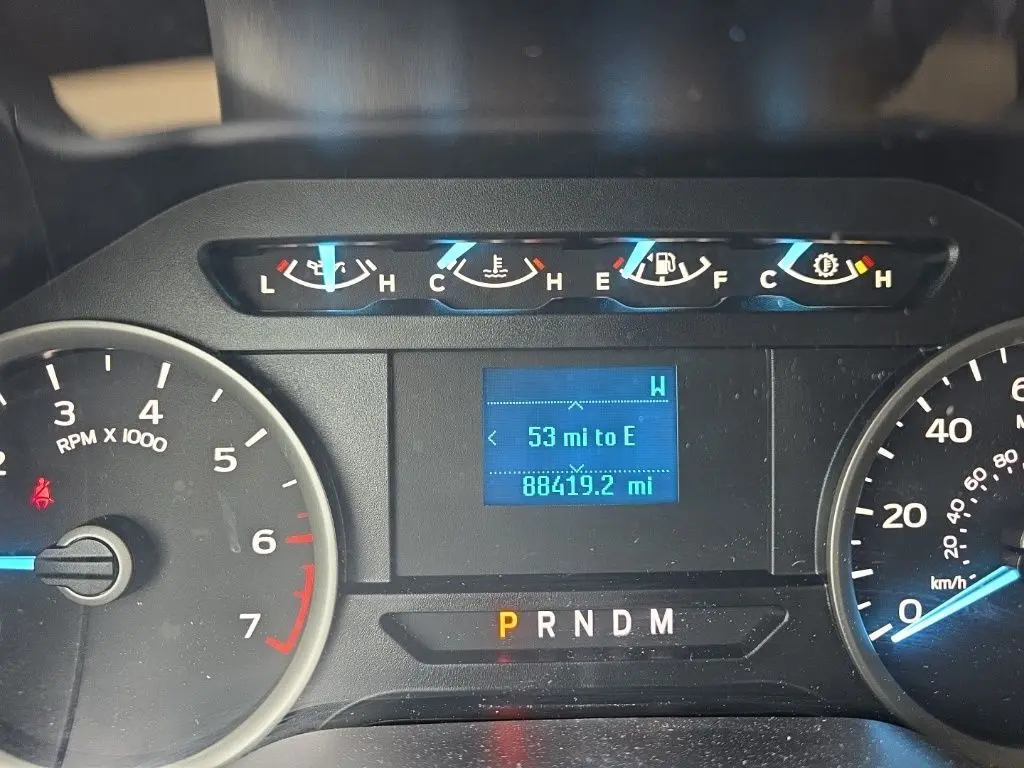 L H C H E F C H
W
53 mi to E
88419.2 mi
2 3 4 5 6 7
RPM X 1000
0 20 40
20 40 60 80
km/h
P R N D M